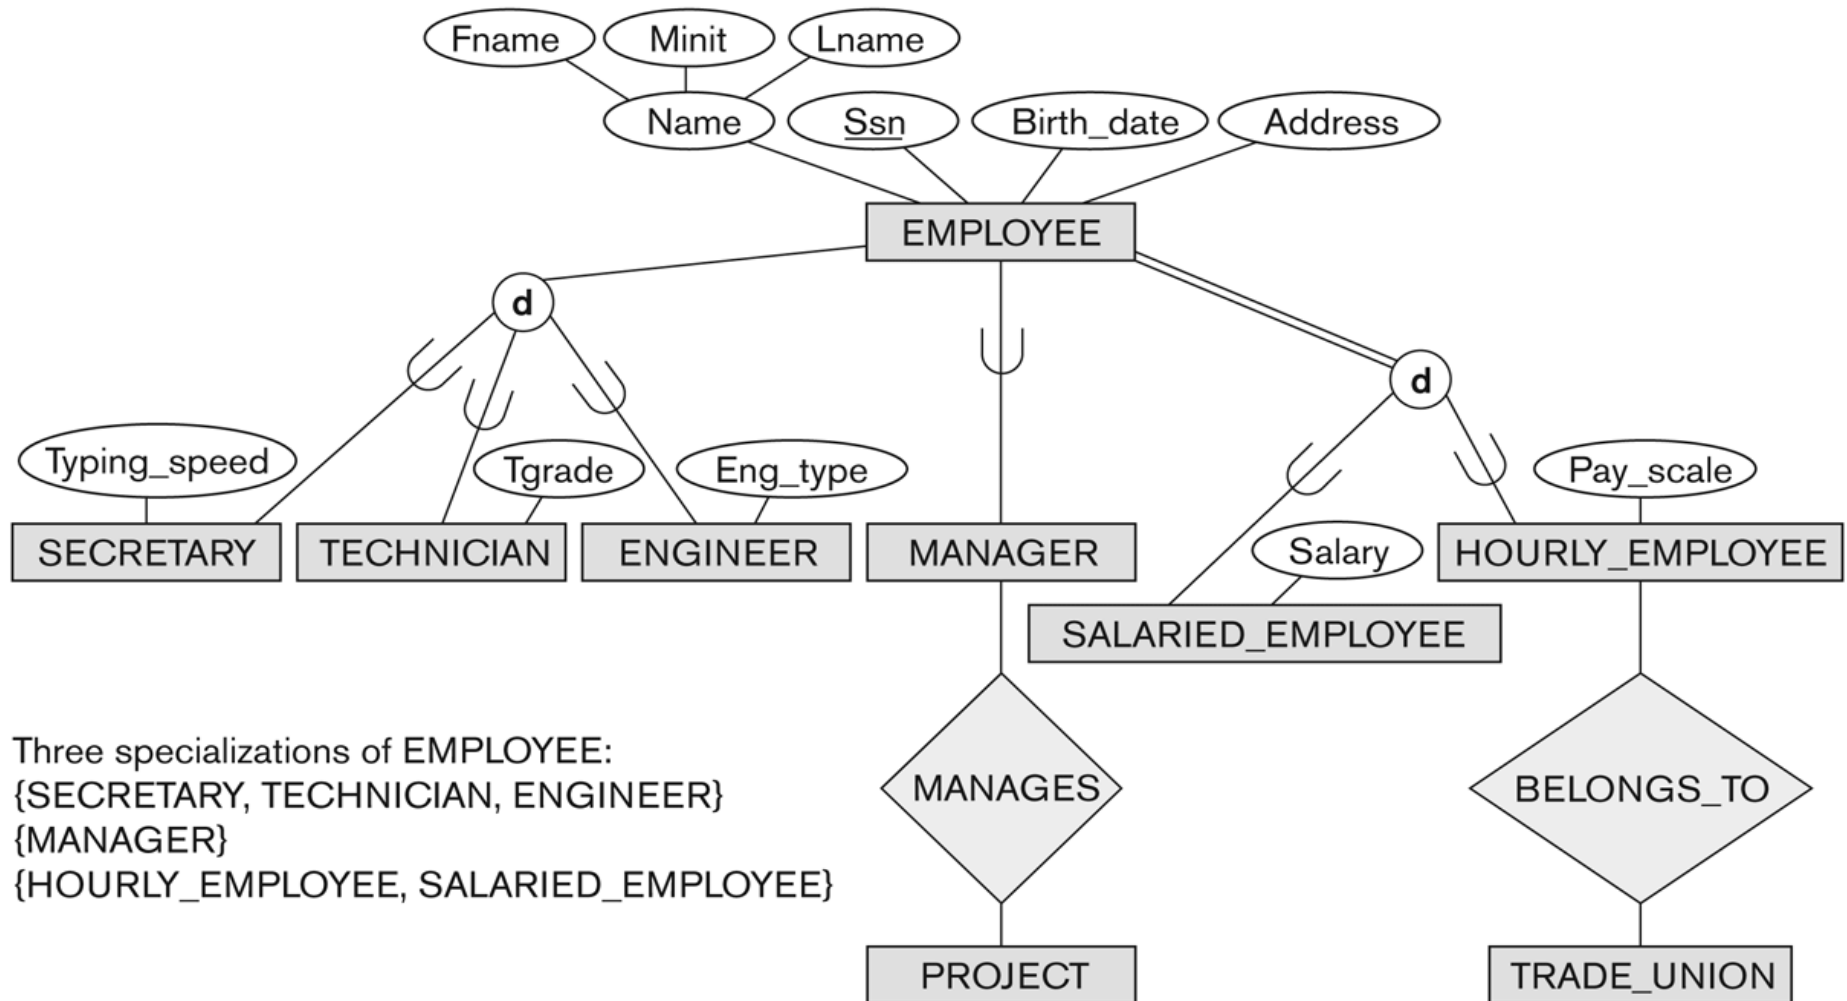 Fname
Minit
Lname
Name
Ssn
Birth_date
Address
EMPLOYEE
d
d
Typing_speed
Tgrade
Eng_type
Pay_scale
SECRETARY
TECHNICIAN
ENGINEER
MANAGER
Salary
HOURLY_EMPLOYEE
SALARIED_EMPLOYEE
Three specializations of EMPLOYEE:
{SECRETARY, TECHNICIAN, ENGINEER}
{MANAGER}
{HOURLY_EMPLOYEE, SALARIED_EMPLOYEE}
MANAGES
BELONGS_TO
PROJECT
TRADE_UNION